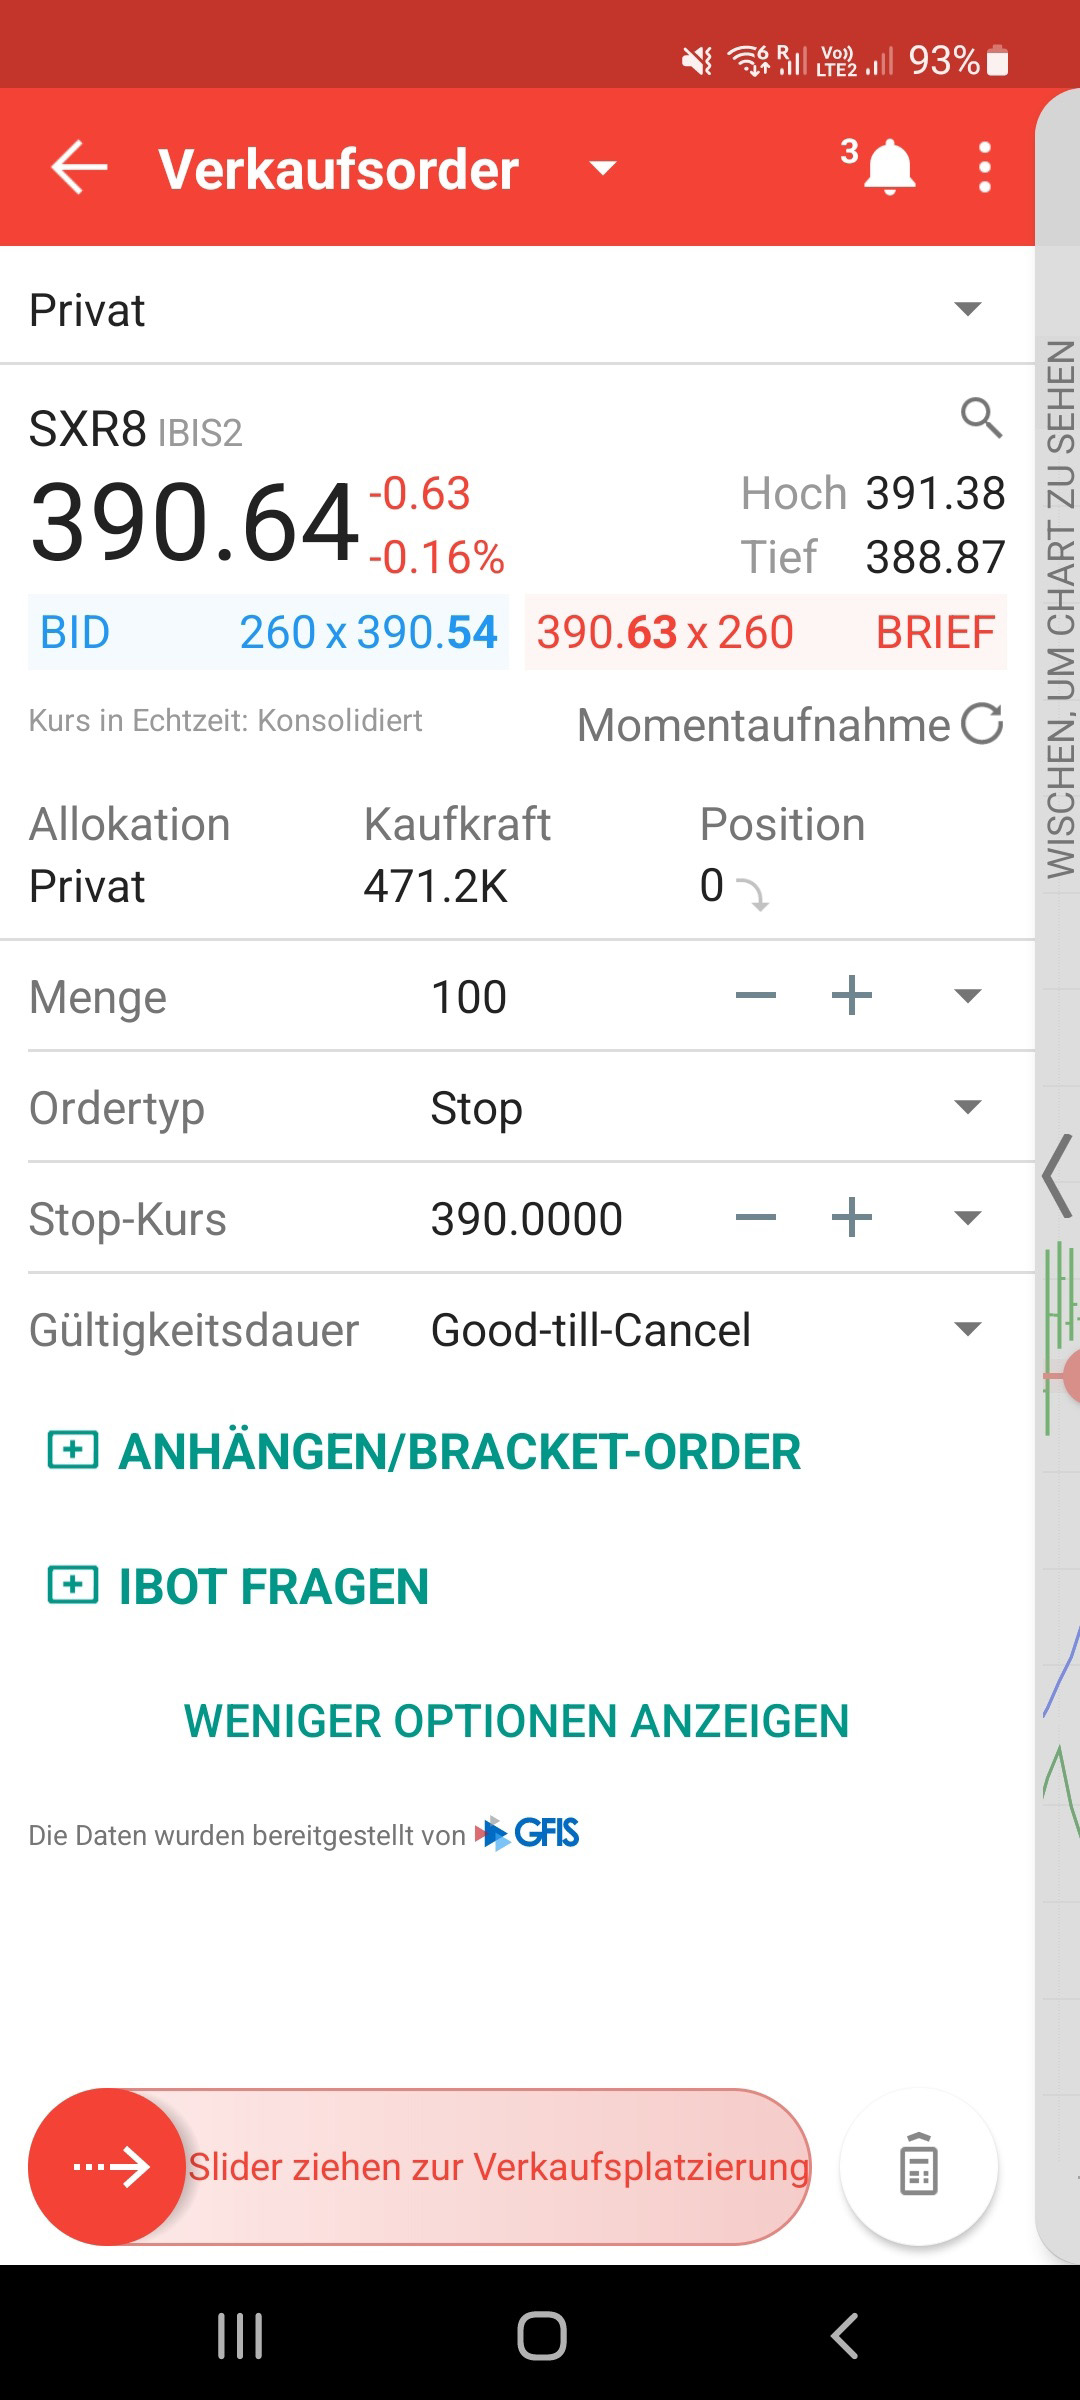 6 R Vo)) LTE2 93%
Verkaufsorder 3
Privat
SXR8 IBIS2
390.64 -0.63 Hoch 391.38
-0.16% Tief 388.87
BID 260 x 390.54 390.63 x 260 BRIEF
Kurs in Echtzeit: Konsolidiert Momentaufnahme
Allokation Kaufkraft Position
Privat 471.2K 0
Menge 100
Ordertyp Stop
Stop-Kurs 390.0000
Gültigkeitsdauer Good-till-Cancel
ANHÄNGEN/BRACKET-ORDER
IBOT FRAGEN
WENIGER OPTIONEN ANZEIGEN
Die Daten wurden bereitgestellt von GFIS
Slider ziehen zur Verkaufsplatzierung
WISCHEN, UM CHART ZU SEHEN